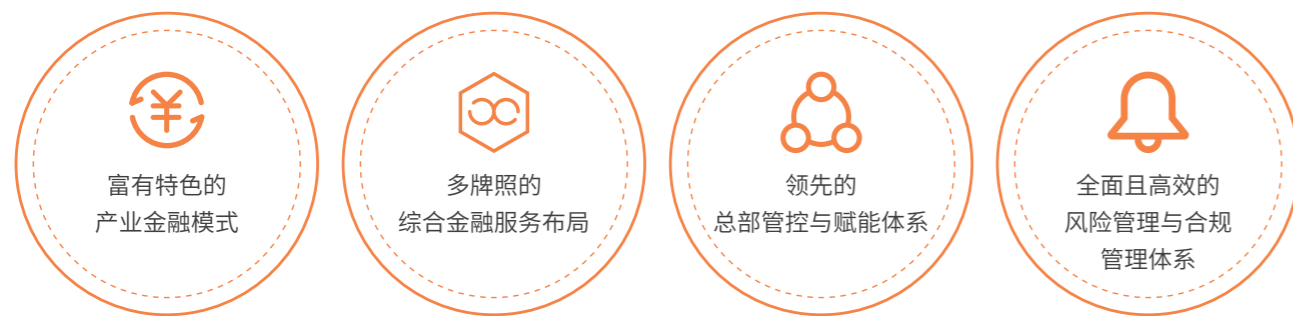 富有特色的
产业金融模式
多牌照的
综合金融服务布局
领先的
总部管控与赋能体系
全面且高效的
风险管理与合规
管理体系